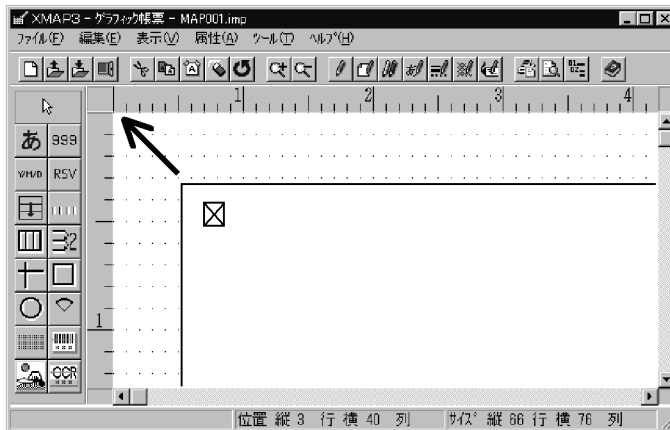 XMAP3 - グラフィック帳票 - MAP001.imp
ファイル(F) 編集(E) 表示(V) 属性(A) ツール(T) ヘルプ(H)
1 2 3 4
あ 999
Y/M/D RSV
1
OCR
位置 縦 3 行 横 40 列 サイズ 縦 66 行 横 76 列